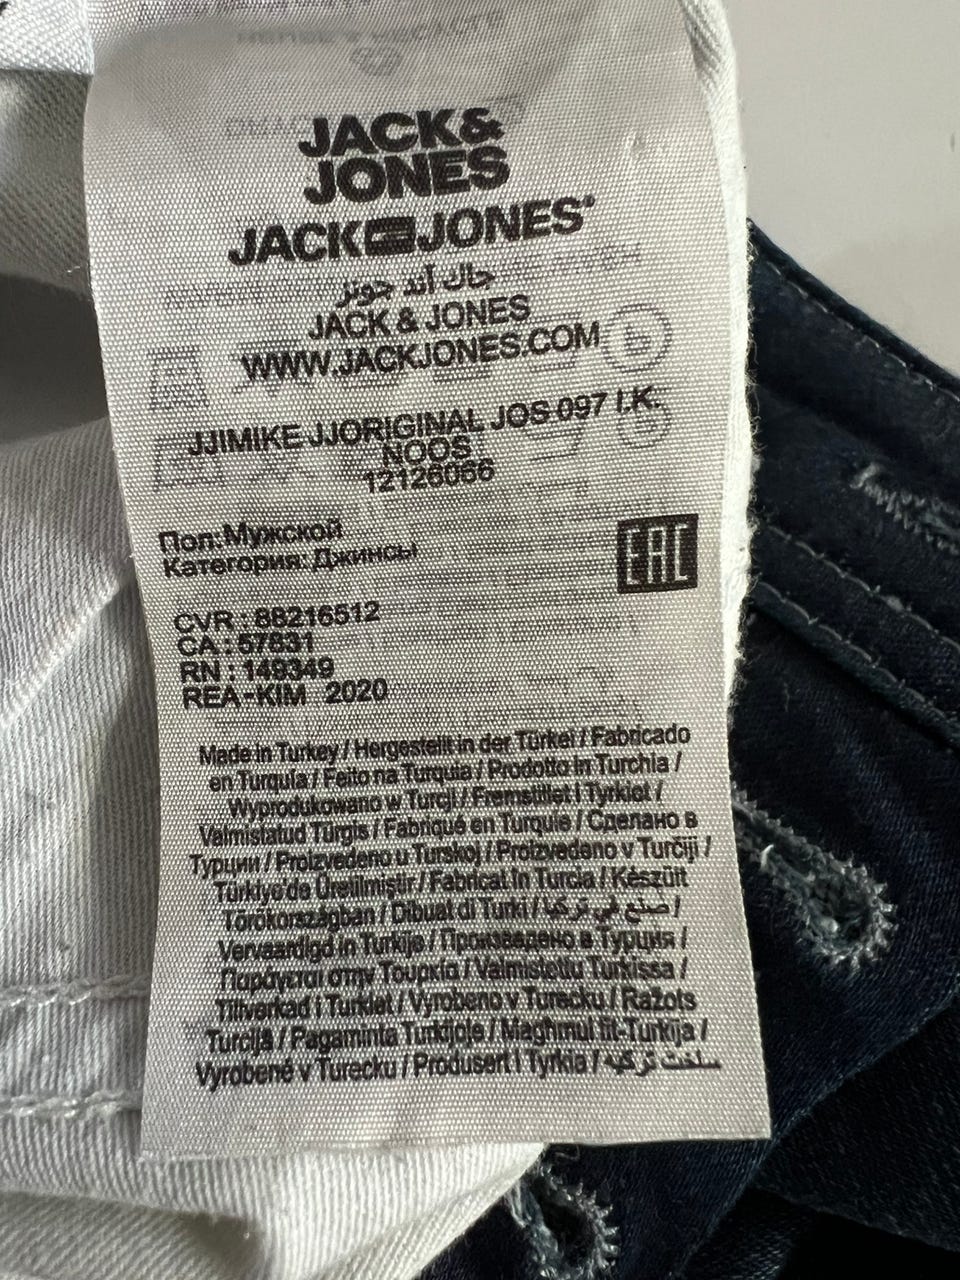 JACK&
JONES
JACK JONES®
جاك آند جونز
JACK & JONES
WWW.JACKJONES.COM
JJIMIKE JJORIGINAL JOS 097 I.K.
NOOS
12126066
Пол:Мужской
Категория:Джинсы
EAC
CVR : 88216512
CA : 57831
RN : 149349
REA-KIM 2020
Made in Turkey / Hergestellt in der Türkei / Fabricado
en Turquía / Feito na Turquia / Prodotto in Turchia /
Wyprodukowano w Turcji / Fremstillet i Tyrkiet /
Valmistatud Türgis / Fabriqué en Turquie / Сделано в
Турции / Proizvedeno u Turskoj / Proizvedeno v Turčiji /
Türkiye'de Üretilmiştir / Fabricat în Turcia / Készült
Törökországban / Dibuat di Turki / صنع في تركيا /
Vervaardigd in Turkije / Произведено в Турция /
Παράγεται στην Τουρκία / Valmistettu Turkissa /
Tillverkad i Turkiet / Vyrobeno v Turecku / Ražots
Turcijā / Pagaminta Turkijoje / Magħmul fit-Turkija /
Vyrobené v Turecku / Produsert i Tyrkia / ساخت ترکیه